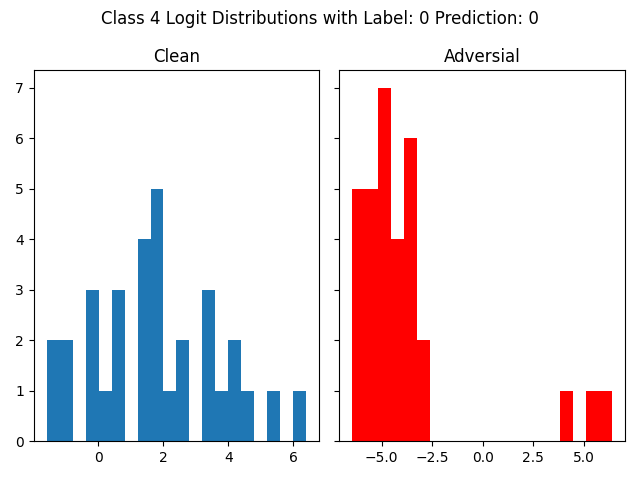 Class 4 Logit Distributions with Label: 0 Prediction: 0
Clean
Adversial
7
6
5
4
3
2
1
0
0 2 4 6
−5.0 −2.5 0.0 2.5 5.0